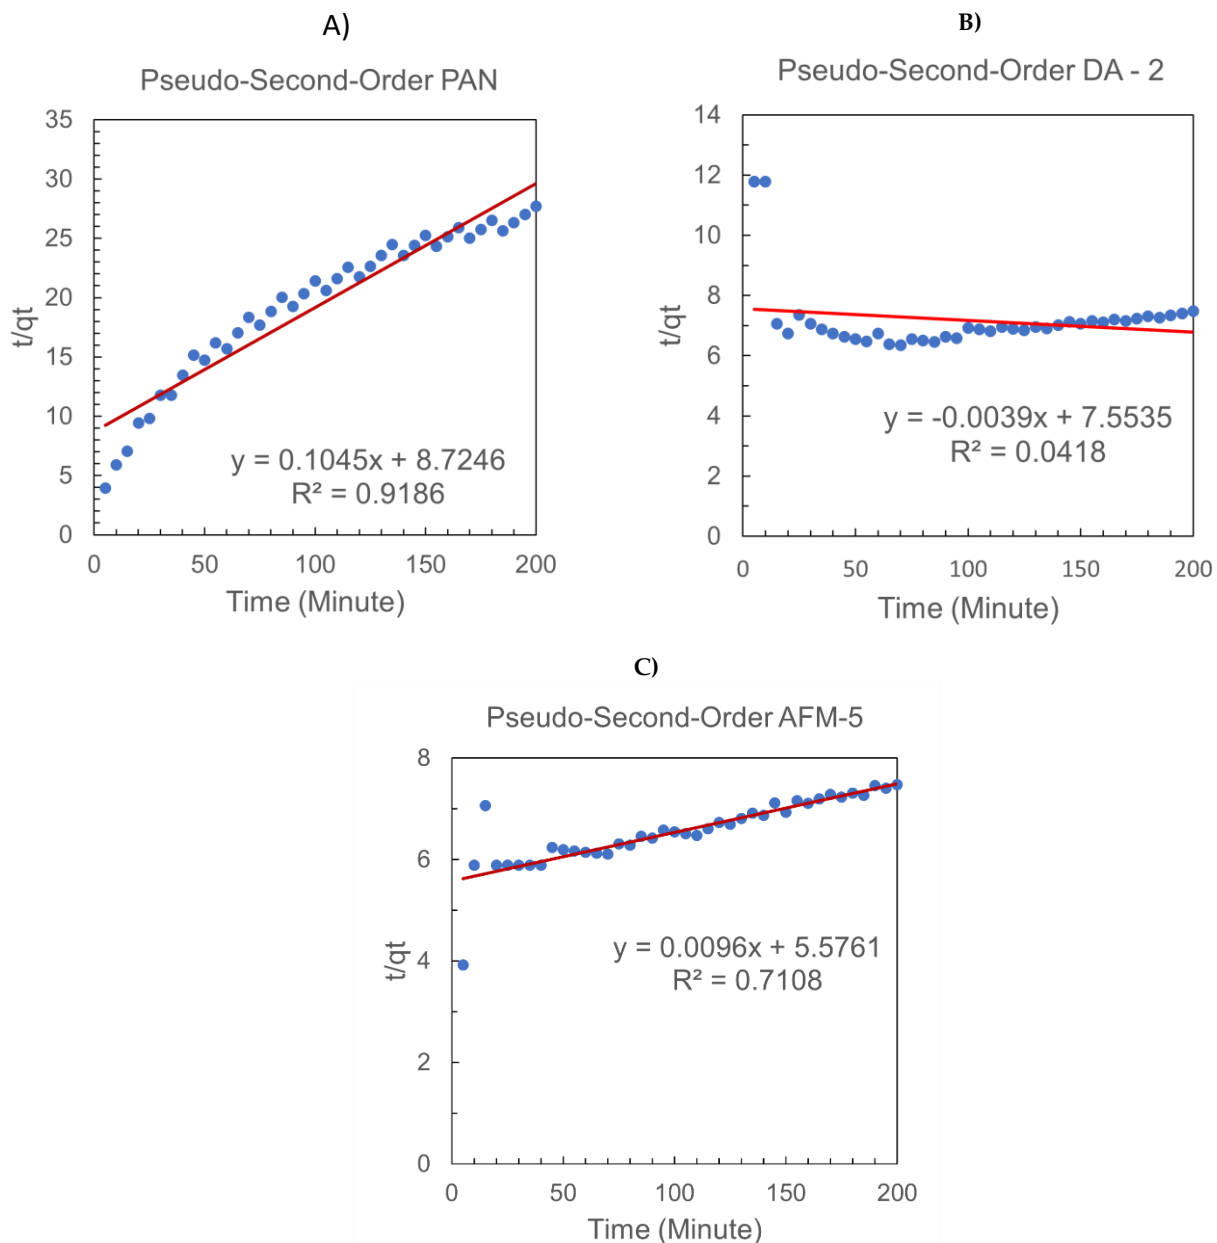 A)
Pseudo-Second-Order PAN
t/qt
35
30
25
20
15
10
5
0
y = 0.1045x + 8.7246
R² = 0.9186
0 50 100 150 200
Time (Minute)
B)
Pseudo-Second-Order DA - 2
t/qt
14
12
10
8
6
4
2
0
y = -0.0039x + 7.5535
R² = 0.0418
0 50 100 150 200
Time (Minute)
C)
Pseudo-Second-Order AFM-5
t/qt
8
6
4
2
0
y = 0.0096x + 5.5761
R² = 0.7108
0 50 100 150 200
Time (Minute)